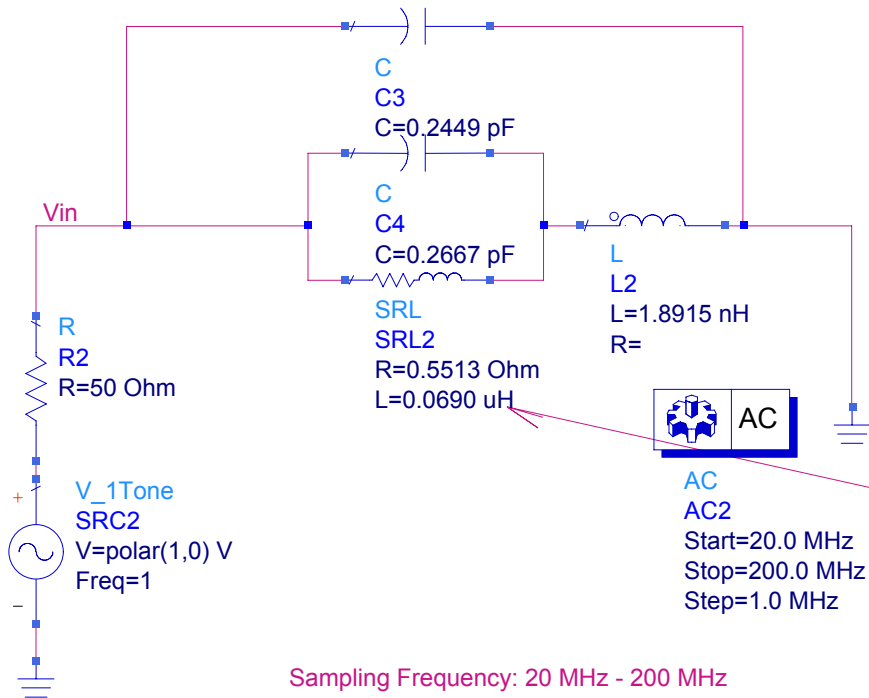 C
C3
C=0.2449 pF
C
C4
C=0.2667 pF
Vin
SRL
SRL2
R=0.5513 Ohm
L=0.0690 uH
L
L2
L=1.8915 nH
R=
R
R2
R=50 Ohm
AC
AC
AC2
Start=20.0 MHz
Stop=200.0 MHz
Step=1.0 MHz
+
V_1Tone
SRC2
V=polar(1,0) V
Freq=1
−
Sampling Frequency: 20 MHz - 200 MHz